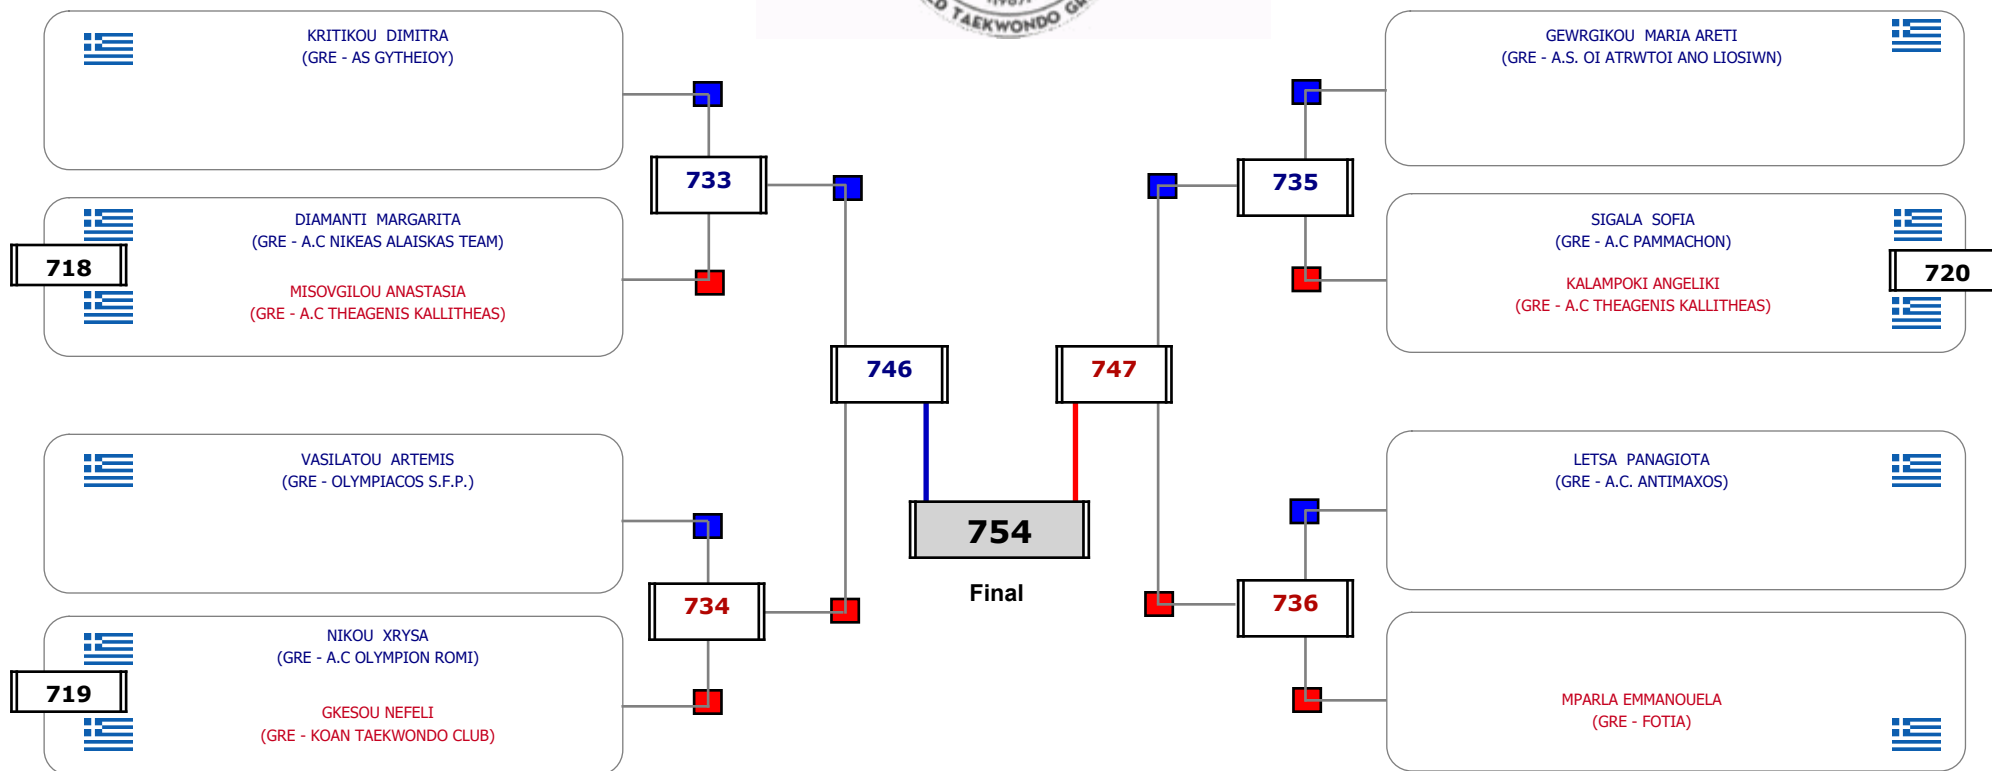 TAEKWONDO
KRITIKOU DIMITRA
(GRE - AS GYTHEIOY)
733
DIAMANTI MARGARITA
(GRE - A.C NIKEAS ALAISKAS TEAM)
718
MISOVGILOU ANASTASIA
(GRE - A.C THEAGENIS KALLITHEAS)
746
VASILATOU ARTEMIS
(GRE - OLYMPIACOS S.F.P.)
734
NIKOU XRYSA
(GRE - A.C OLYMPION ROMI)
719
GKESOU NEFELI
(GRE - KOAN TAEKWONDO CLUB)
754
Final
GEWRGIKOU MARIA ARETI
(GRE - A.S. OI ATRWTOI ANO LIOSIWN)
735
SIGALA SOFIA
(GRE - A.C PAMMACHON)
720
KALAMPOKI ANGELIKI
(GRE - A.C THEAGENIS KALLITHEAS)
747
LETSA PANAGIOTA
(GRE - A.C. ANTIMAXOS)
736
MPARLA EMMANOUELA
(GRE - FOTIA)